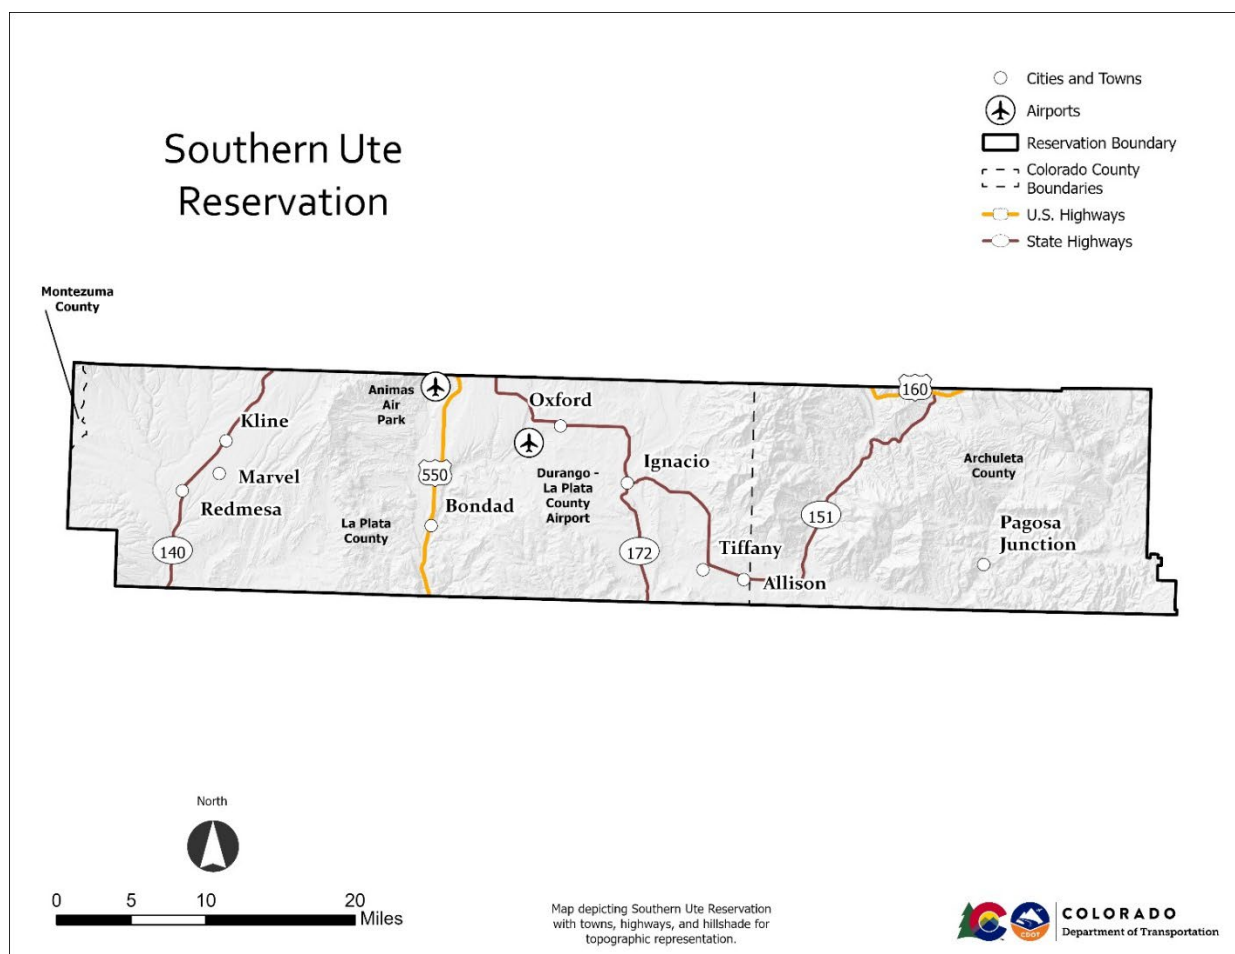 Southern Ute
Reservation
Cities and Towns
Airports
Reservation Boundary
Colorado County
Boundaries
U.S. Highways
State Highways
Montezuma
County
Kline
Marvel
Redmesa
140
Animas
Air
Park
550
Bondad
La Plata
County
Oxford
Durango -
La Plata
County
Airport
Ignacio
172
Tiffany
Allison
151
160
Archuleta
County
Pagosa
Junction
North
0 5 10 20
Miles
Map depicting Southern Ute Reservation
with towns, highways, and hillshade for
topographic representation.
CDOT
COLORADO
Department of Transportation